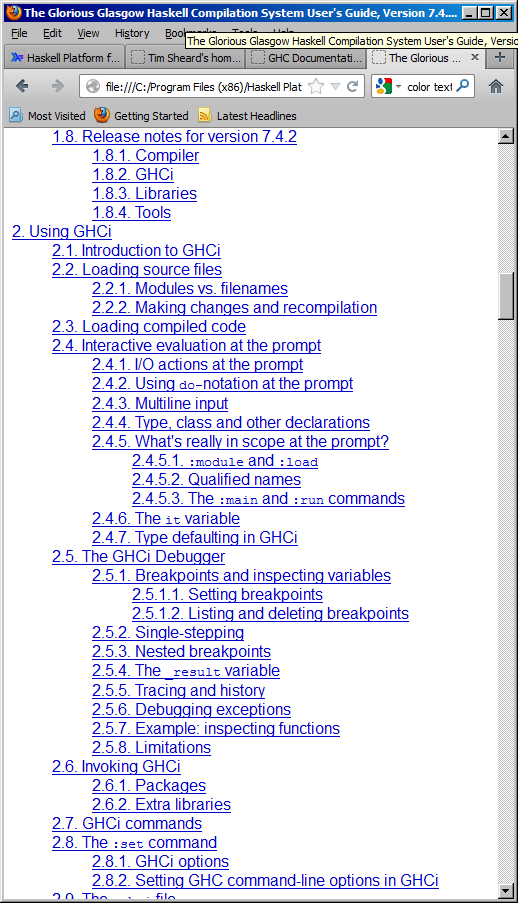 The Glorious Glasgow Haskell Compilation System User's Guide, Version 7.4....
File Edit View History Bookmarks Tools Help
The Glorious Glasgow Haskell Compilation System User's Guide, Versio
Haskell Platform f... Tim Sheard's hom... GHC Documentati... The Glorious ...
file:///C:/Program Files (x86)/Haskell Plat color text
Most Visited Getting Started Latest Headlines
1.8. Release notes for version 7.4.2
1.8.1. Compiler
1.8.2. GHCi
1.8.3. Libraries
1.8.4. Tools
2. Using GHCi
2.1. Introduction to GHCi
2.2. Loading source files
2.2.1. Modules vs. filenames
2.2.2. Making changes and recompilation
2.3. Loading compiled code
2.4. Interactive evaluation at the prompt
2.4.1. I/O actions at the prompt
2.4.2. Using do-notation at the prompt
2.4.3. Multiline input
2.4.4. Type, class and other declarations
2.4.5. What's really in scope at the prompt?
2.4.5.1. :module and :load
2.4.5.2. Qualified names
2.4.5.3. The :main and :run commands
2.4.6. The it variable
2.4.7. Type defaulting in GHCi
2.5. The GHCi Debugger
2.5.1. Breakpoints and inspecting variables
2.5.1.1. Setting breakpoints
2.5.1.2. Listing and deleting breakpoints
2.5.2. Single-stepping
2.5.3. Nested breakpoints
2.5.4. The _result variable
2.5.5. Tracing and history
2.5.6. Debugging exceptions
2.5.7. Example: inspecting functions
2.5.8. Limitations
2.6. Invoking GHCi
2.6.1. Packages
2.6.2. Extra libraries
2.7. GHCi commands
2.8. The :set command
2.8.1. GHCi options
2.8.2. Setting GHC command-line options in GHCi
2.9. The .ghci file